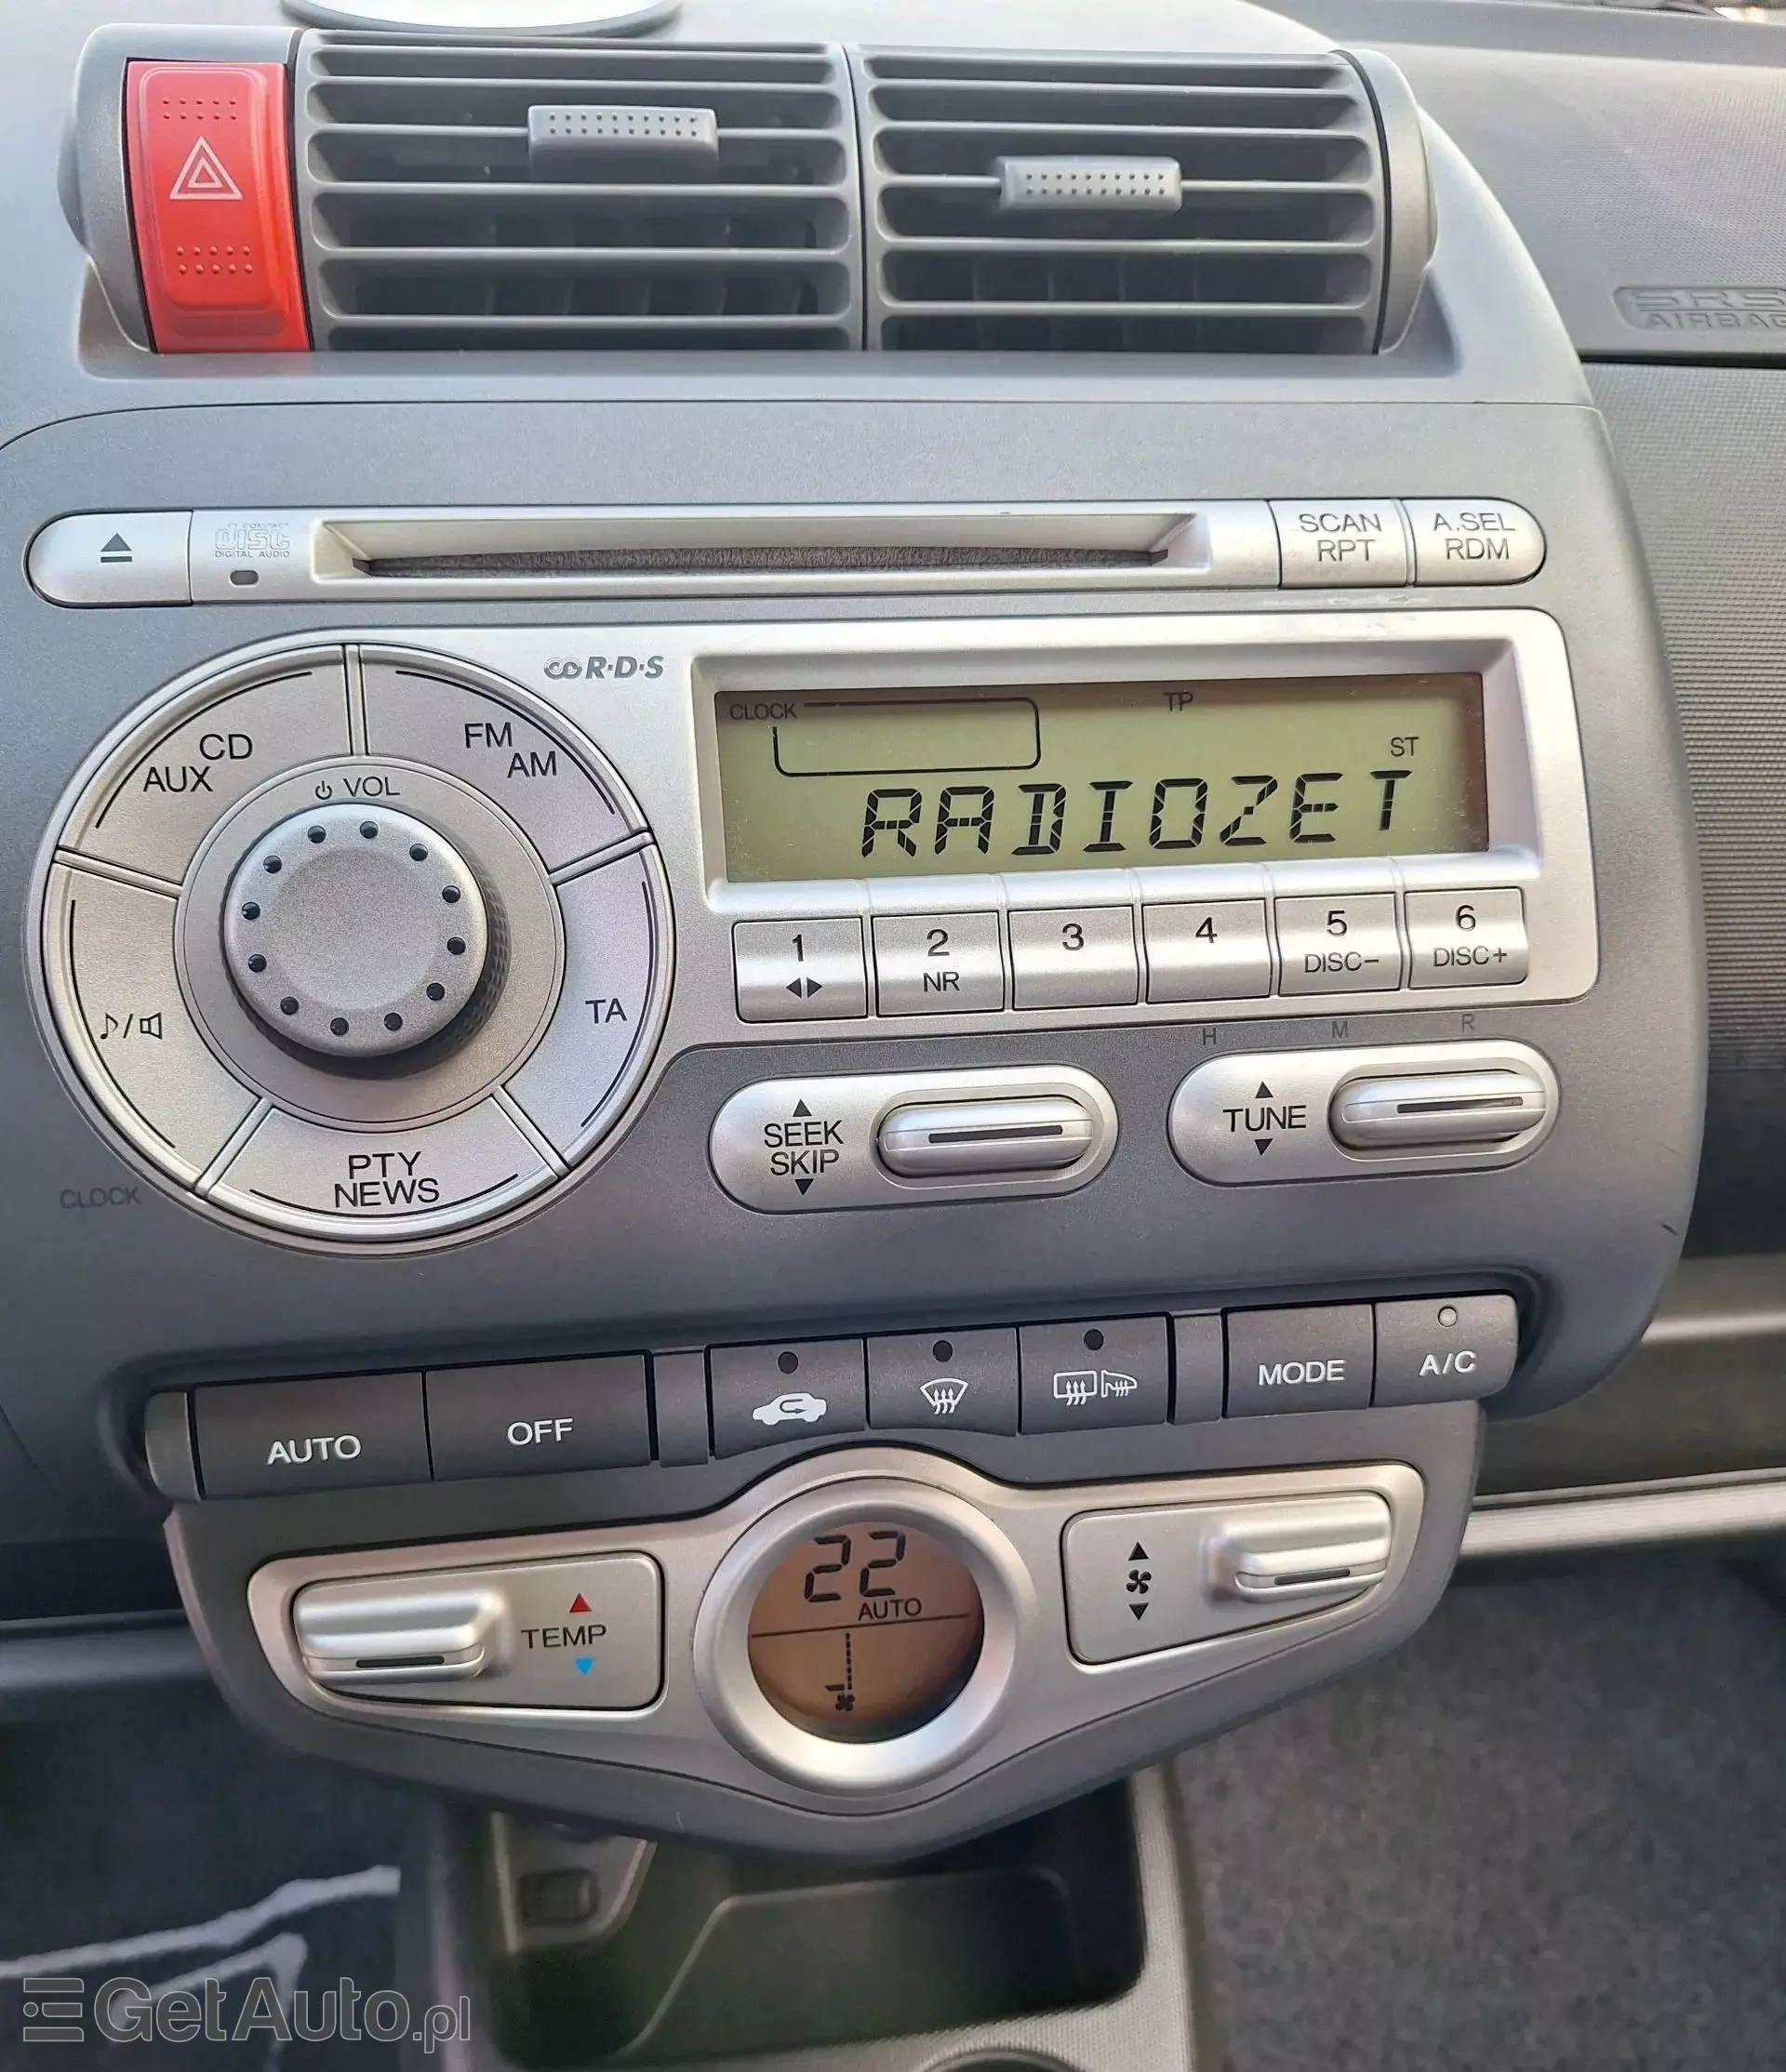 SRS
AIRBAG
COMPACT
disc
DIGITAL AUDIO
SCAN
RPT
A.SEL
RDM
R·D·S
CD
AUX
FM
AM
VOL
TA
PTY
NEWS
CLOCK
CLOCK
TP
ST
RADIOZET
1
2
NR
3
4
5
DISC-
6
DISC+
H
M
R
SEEK
SKIP
TUNE
AUTO
OFF
MODE
A/C
TEMP
22
AUTO
GetAuto.pl